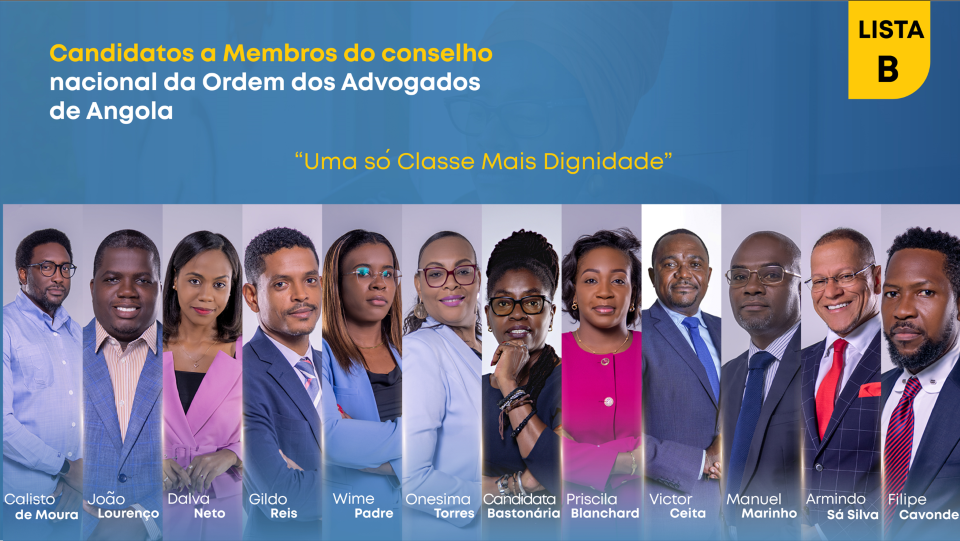 LISTA
B
Candidatos a Membros do conselho
nacional da Ordem dos Advogados
de Angola
“Uma só Classe Mais Dignidade”
Calisto
de Moura
João
Lourenço
Dalva
Neto
Gildo
Reis
Wime
Padre
Onesima
Torres
Candidata
Bastonária
Priscila
Blanchard
Victor
Ceita
Manuel
Marinho
Armindo
Sá Silva
Filipe
Cavonde